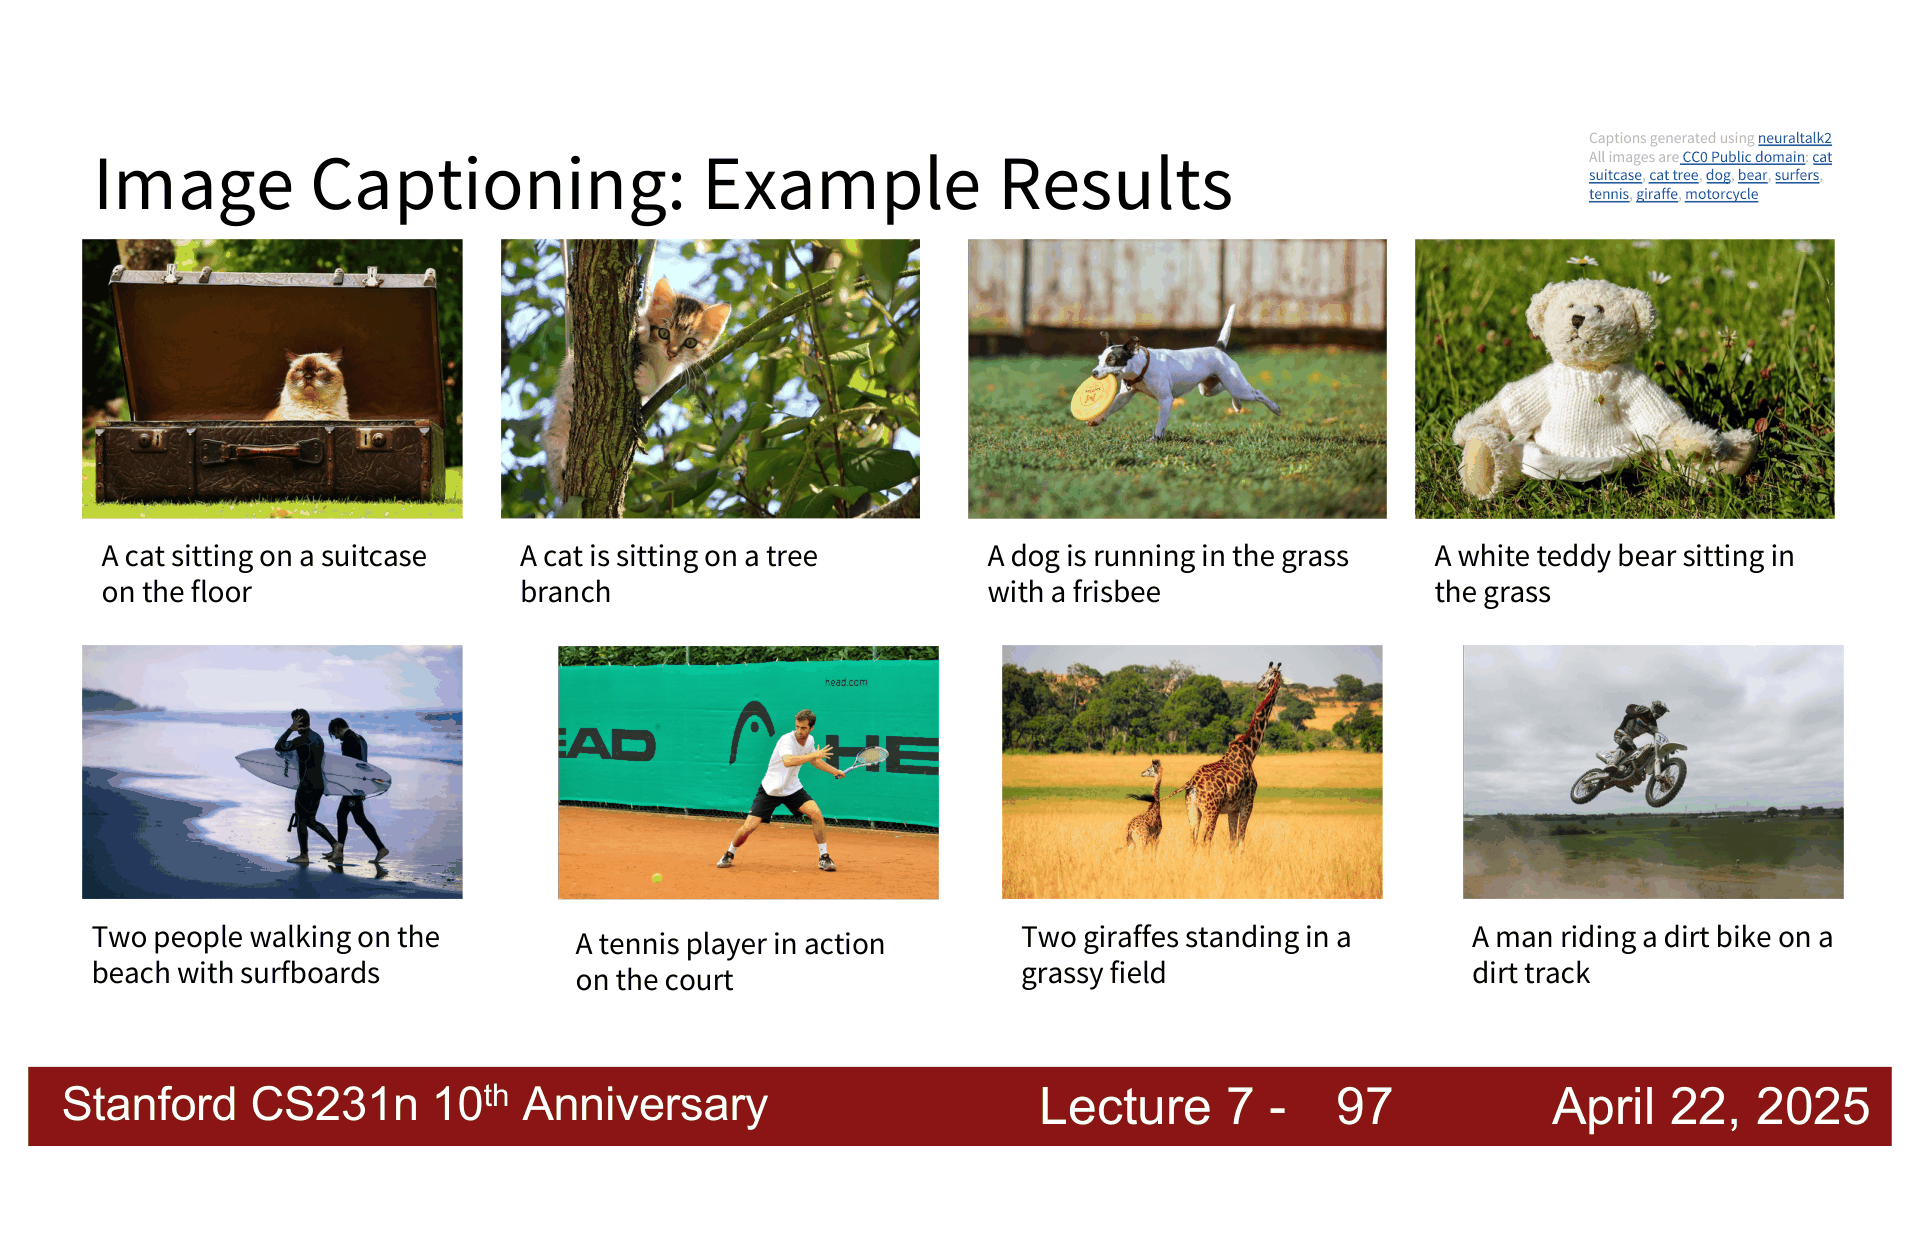 Captions generated using neuraltalk2
All images are CC0 Public domain: cat
suitcase, cat tree, dog, bear, surfers,
tennis, giraffe, motorcycle
Image Captioning: Example Results
A cat sitting on a suitcase
on the floor
A cat is sitting on a tree
branch
A dog is running in the grass
with a frisbee
A white teddy bear sitting in
the grass
head.com
EAD
HE
Two people walking on the
beach with surfboards
A tennis player in action
on the court
Two giraffes standing in a
grassy field
A man riding a dirt bike on a
dirt track
Stanford CS231n 10th Anniversary
Lecture 7 - 97
April 22, 2025